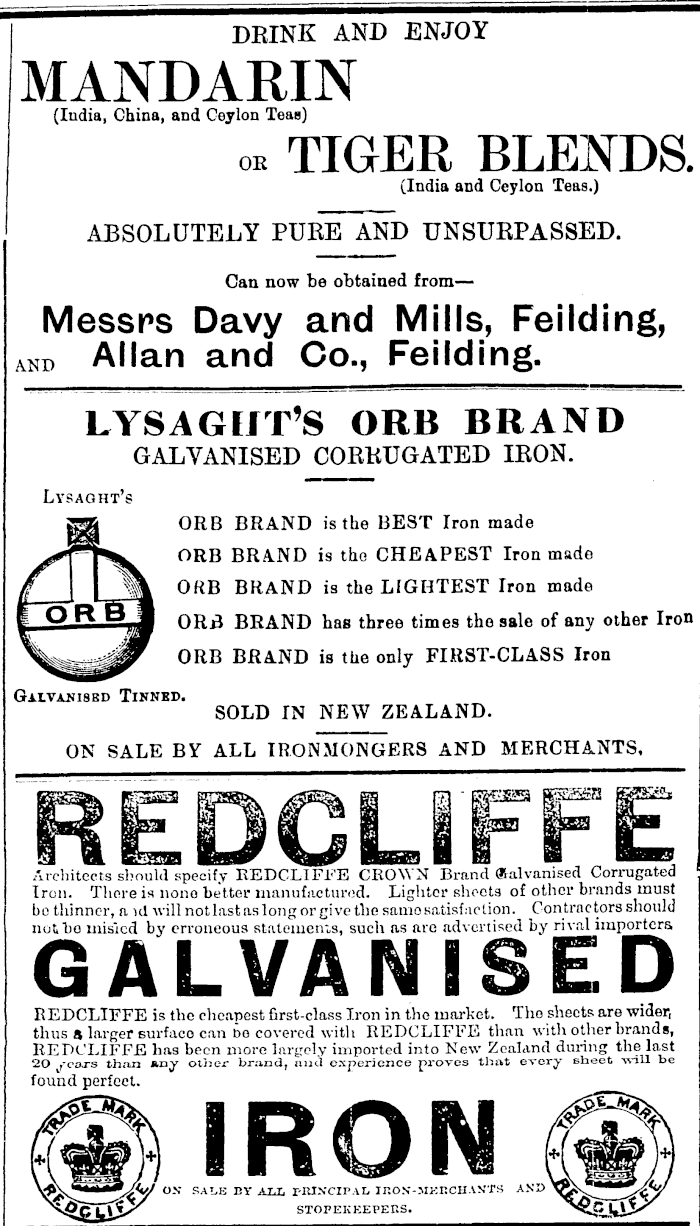 DRINK AND ENJOY
MANDARIN
(India, China, and Ceylon Teas)
OR TIGER BLENDS.
(India and Ceylon Teas.)
ABSOLUTELY PURE AND UNSURPASSED.
Can now be obtained from—
Messrs Davy and Mills, Feilding,
AND Allan and Co., Feilding.
LYSAGHT'S ORB BRAND
GALVANISED CORRUGATED IRON.
LYSAGHT'S
ORB
GALVANISED TINNED.
ORB BRAND is the BEST Iron made
ORB BRAND is the CHEAPEST Iron made
ORB BRAND is the LIGHTEST Iron made
ORB BRAND has three times the sale of any other Iron
ORB BRAND is the only FIRST-CLASS Iron
SOLD IN NEW ZEALAND.
ON SALE BY ALL IRONMONGERS AND MERCHANTS,
REDCLIFFE
Architects should specify REDCLIFFE CROWN Brand Galvanised Corrugated
Iron. There is none better manufactured. Lighter sheets of other brands must
be thinner, and will not last as long or give the same satisfaction. Contractors should
not be misled by erroneous statements, such as are advertised by rival importers
GALVANISED
REDCLIFFE is the cheapest first-class Iron in the market. The sheets are wider,
thus a larger surface can be covered with REDCLIFFE than with other brands,
REDCLIFFE has been more largely imported into New Zealand during the last
20 years than any other brand, and experience proves that every sheet will be
found perfect.
IRON
TRADE MARK
REDCLIFFE
TRADE MARK
REDCLIFFE
ON SALE BY ALL PRINCIPAL IRON-MERCHANTS AND
STOPEKEEPERS.